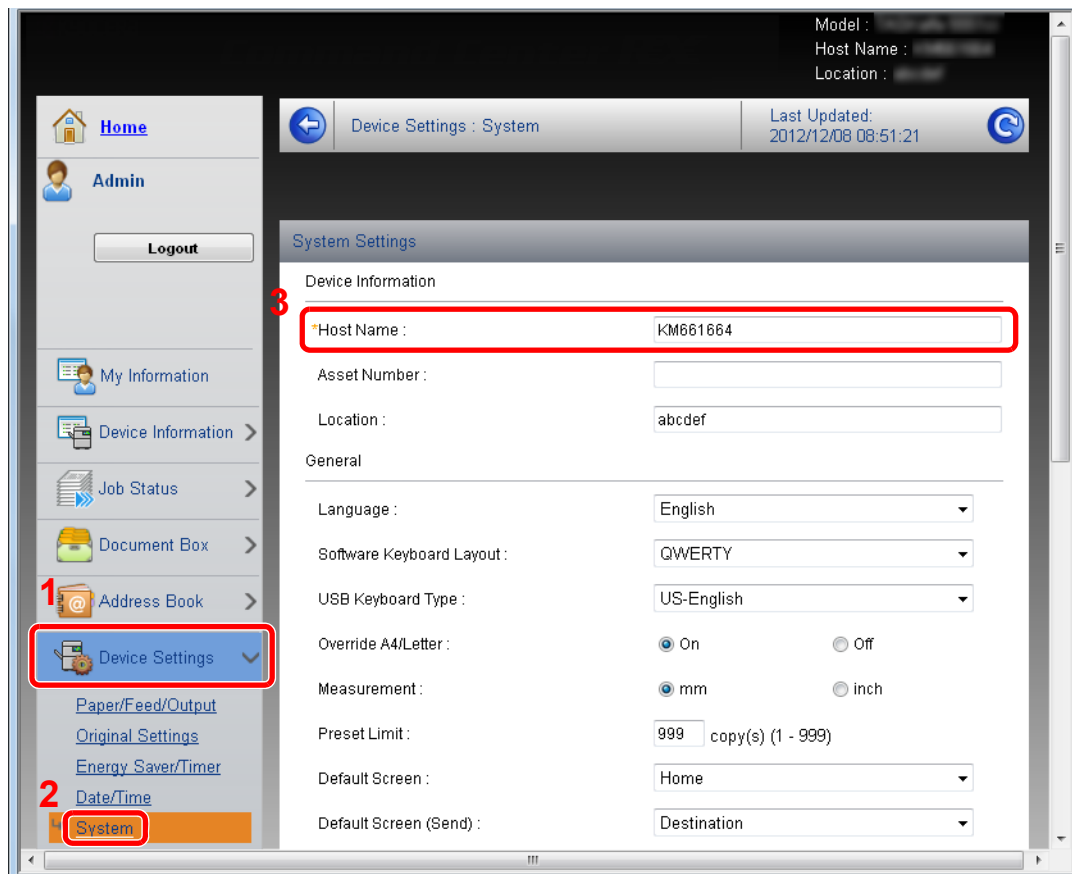 Model :
Host Name :
Location :
Home
Device Settings : System
Last Updated:
2012/12/08 08:51:21
Admin
Logout
System Settings
Device Information
3
*Host Name : KM661664
My Information
Asset Number :
Device Information
Location : abcdef
General
Job Status
Language : English
Document Box
Software Keyboard Layout : QWERTY
1
Address Book
USB Keyboard Type : US-English
Device Settings
Override A4/Letter : On Off
Measurement : mm inch
Paper/Feed/Output
Original Settings
Preset Limit : 999 copy(s) (1 - 999)
Energy Saver/Timer
Default Screen : Home
2
Date/Time
System
Default Screen (Send) : Destination